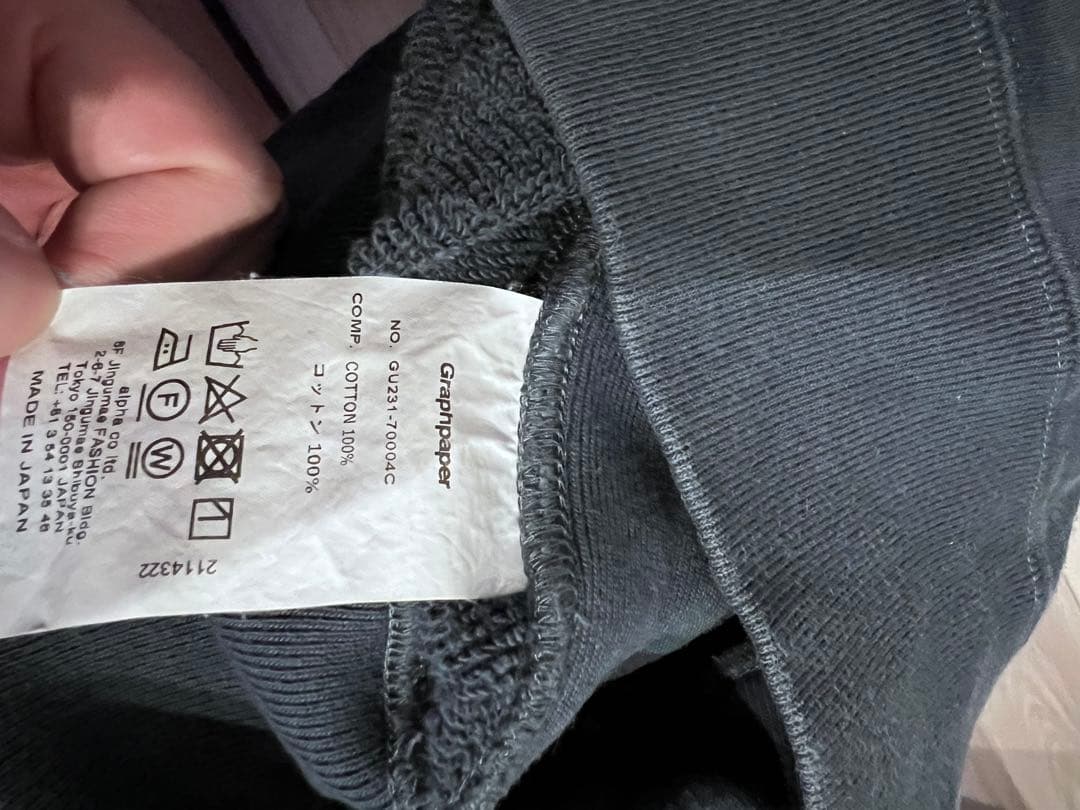 Graphpaper
NO. GU231-70004C
COMP. COTTON 100%
コットン 100%
F W
2114322
alpha co ltd.
6F Jingumae FASHION Bldg.
2-6-7 Jingumae Shibuya-ku
Tokyo 150-0001 JAPAN
TEL: +81 3 64 13 35 46
MADE IN JAPAN